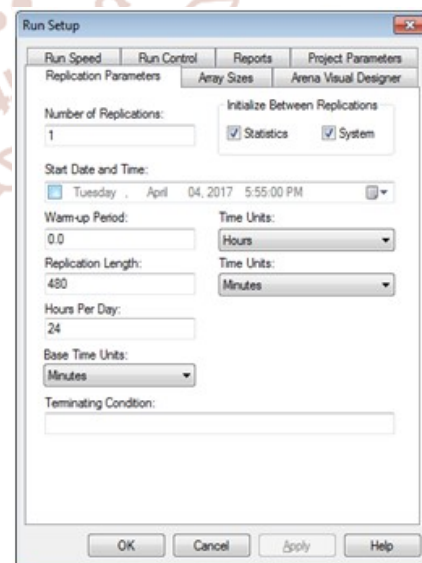 Run Setup
Run Speed Run Control Reports Project Parameters
Replication Parameters Array Sizes Arena Visual Designer
Number of Replications:
1
Initialize Between Replications
Statistics System
Start Date and Time:
Tuesday , April 04, 2017 5:55:00 PM
Warm-up Period: Time Units:
0.0 Hours
Replication Length: Time Units:
480 Minutes
Hours Per Day:
24
Base Time Units:
Minutes
Terminating Condition:
OK Cancel Apply Help